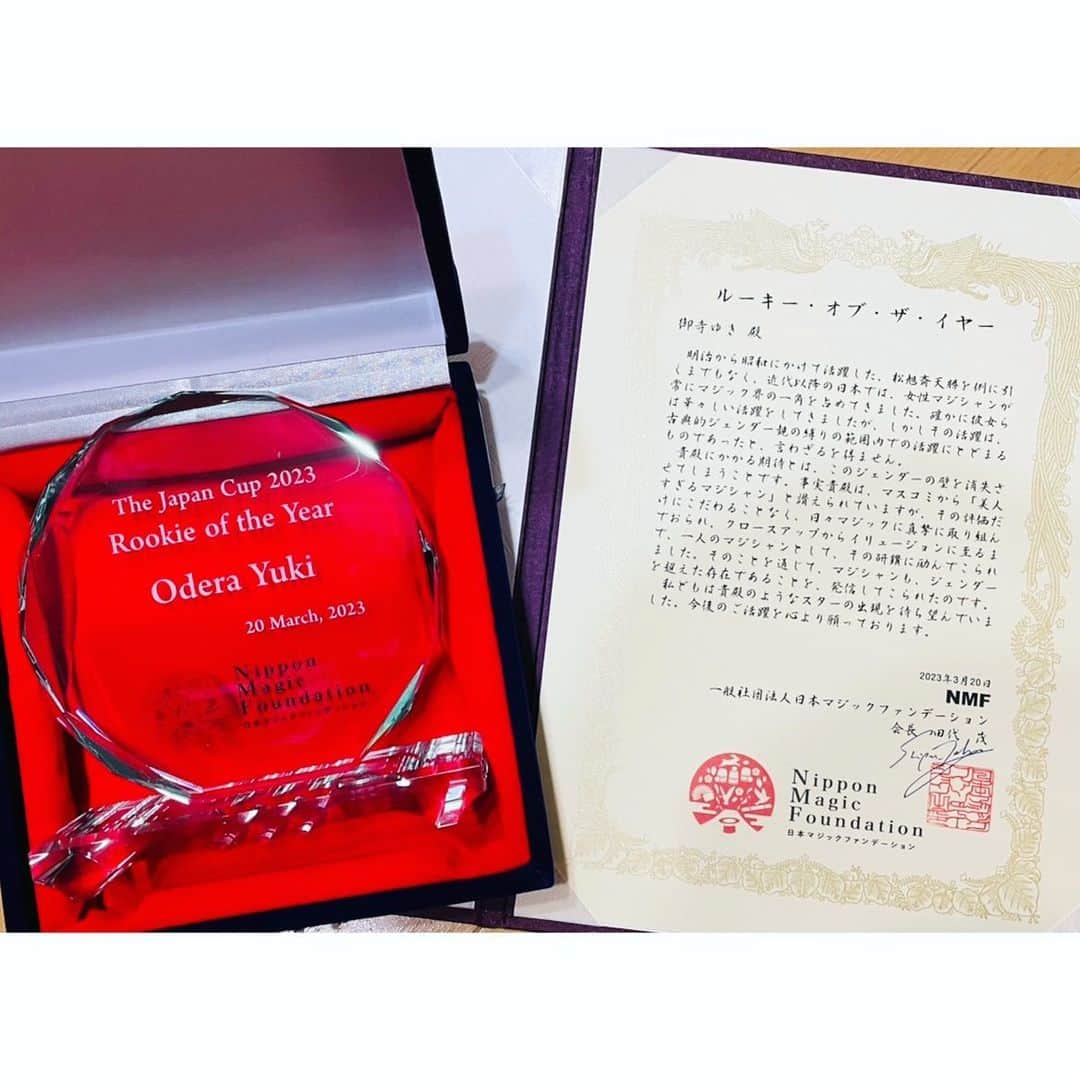 The Japan Cup 2023
Rookie of the Year
Odera Yuki
20 March, 2023
Nippon
Magic
Foundation
日本マジックファンデーション
ルーキー・オブ・ザ・イヤー
御寺ゆき 殿
明治から昭和にかけて活躍した、松旭斎天勝を例に引
くまでもなく、近代以降の日本では、女性マジシャンが
常にマジック界の一角を占めてきました。確かに彼女ら
は華々しい活躍をしてきましたが、しかしその活躍は、
古典的ジェンダー観の縛りの範囲内での活躍にとどまる
ものであったと、言わざるを得ません。
貴殿にかかる期待とは、このジェンダーの壁を消失さ
せてしまうことです。事実貴殿は、マスコミから「美人
すぎるマジシャン」と讃えられていますが、その評価だ
けにこだわることなく、日々マジックに真摯に取り組ん
でおられ、クロースアップからイリュージョンに至るま
で、一人のマジシャンとして、その研鑽に励んでこられ
ました。そのことを通じて、マジシャンも、ジェンダー
を超えた存在であることを、発信してこられたのです。
私どもは貴殿のようなスターの出現を待ち望んでいま
した。今後のご活躍を心より願っております。
2023年3月20日
NMF
一般社団法人日本マジックファンデーション
会長 小田代 茂
Nippon
Magic
Foundation
日本マジックファンデーション